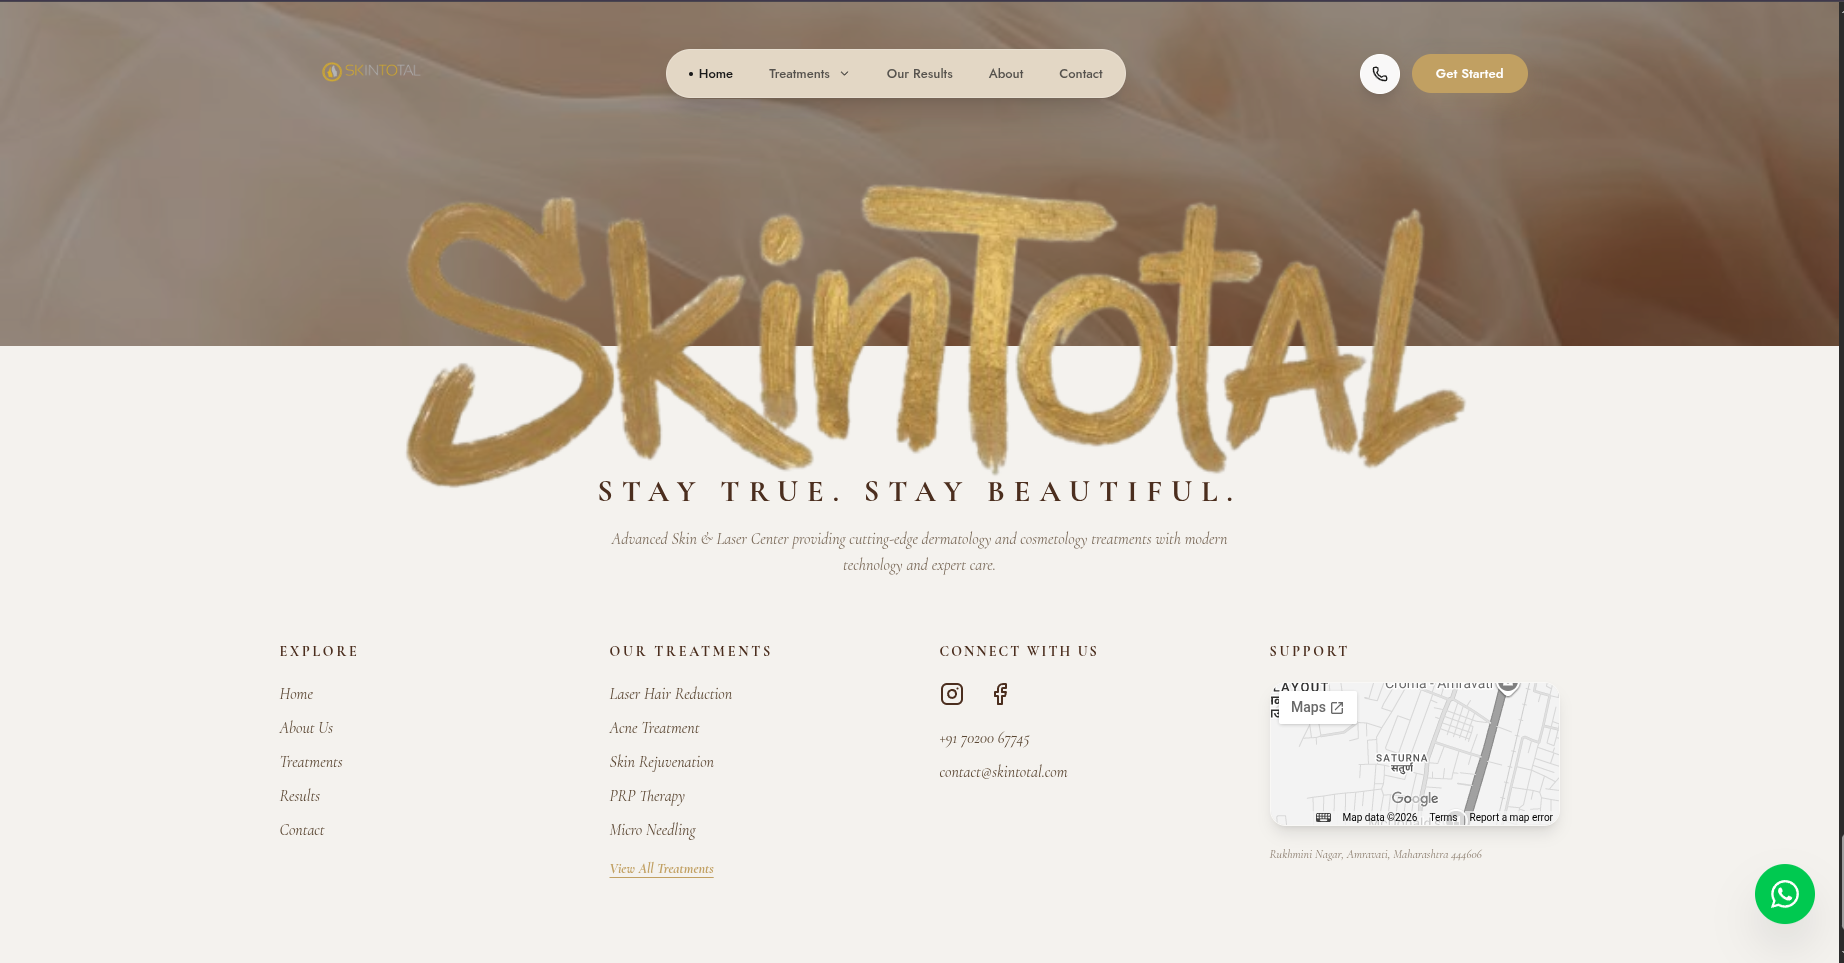 SKINTOTAL
Home
Treatments
Our Results
About
Contact
Get Started
SkinTotAL
STAY TRUE. STAY BEAUTIFUL.
Advanced Skin & Laser Center providing cutting-edge dermatology and cosmetology treatments with modern
technology and expert care.
EXPLORE
Home
About Us
Treatments
Results
Contact
OUR TREATMENTS
Laser Hair Reduction
Acne Treatment
Skin Rejuvenation
PRP Therapy
Micro Needling
View All Treatments
CONNECT WITH US
+91 70200 67745
contact@skintotal.com
SUPPORT
LAYOUT
Croma - Amravati
Maps
SATURNA
सतुर्ण
Google
Map data ©2026
Terms
Report a map error
Rukhmini Nagar, Amravati, Maharashtra 444606